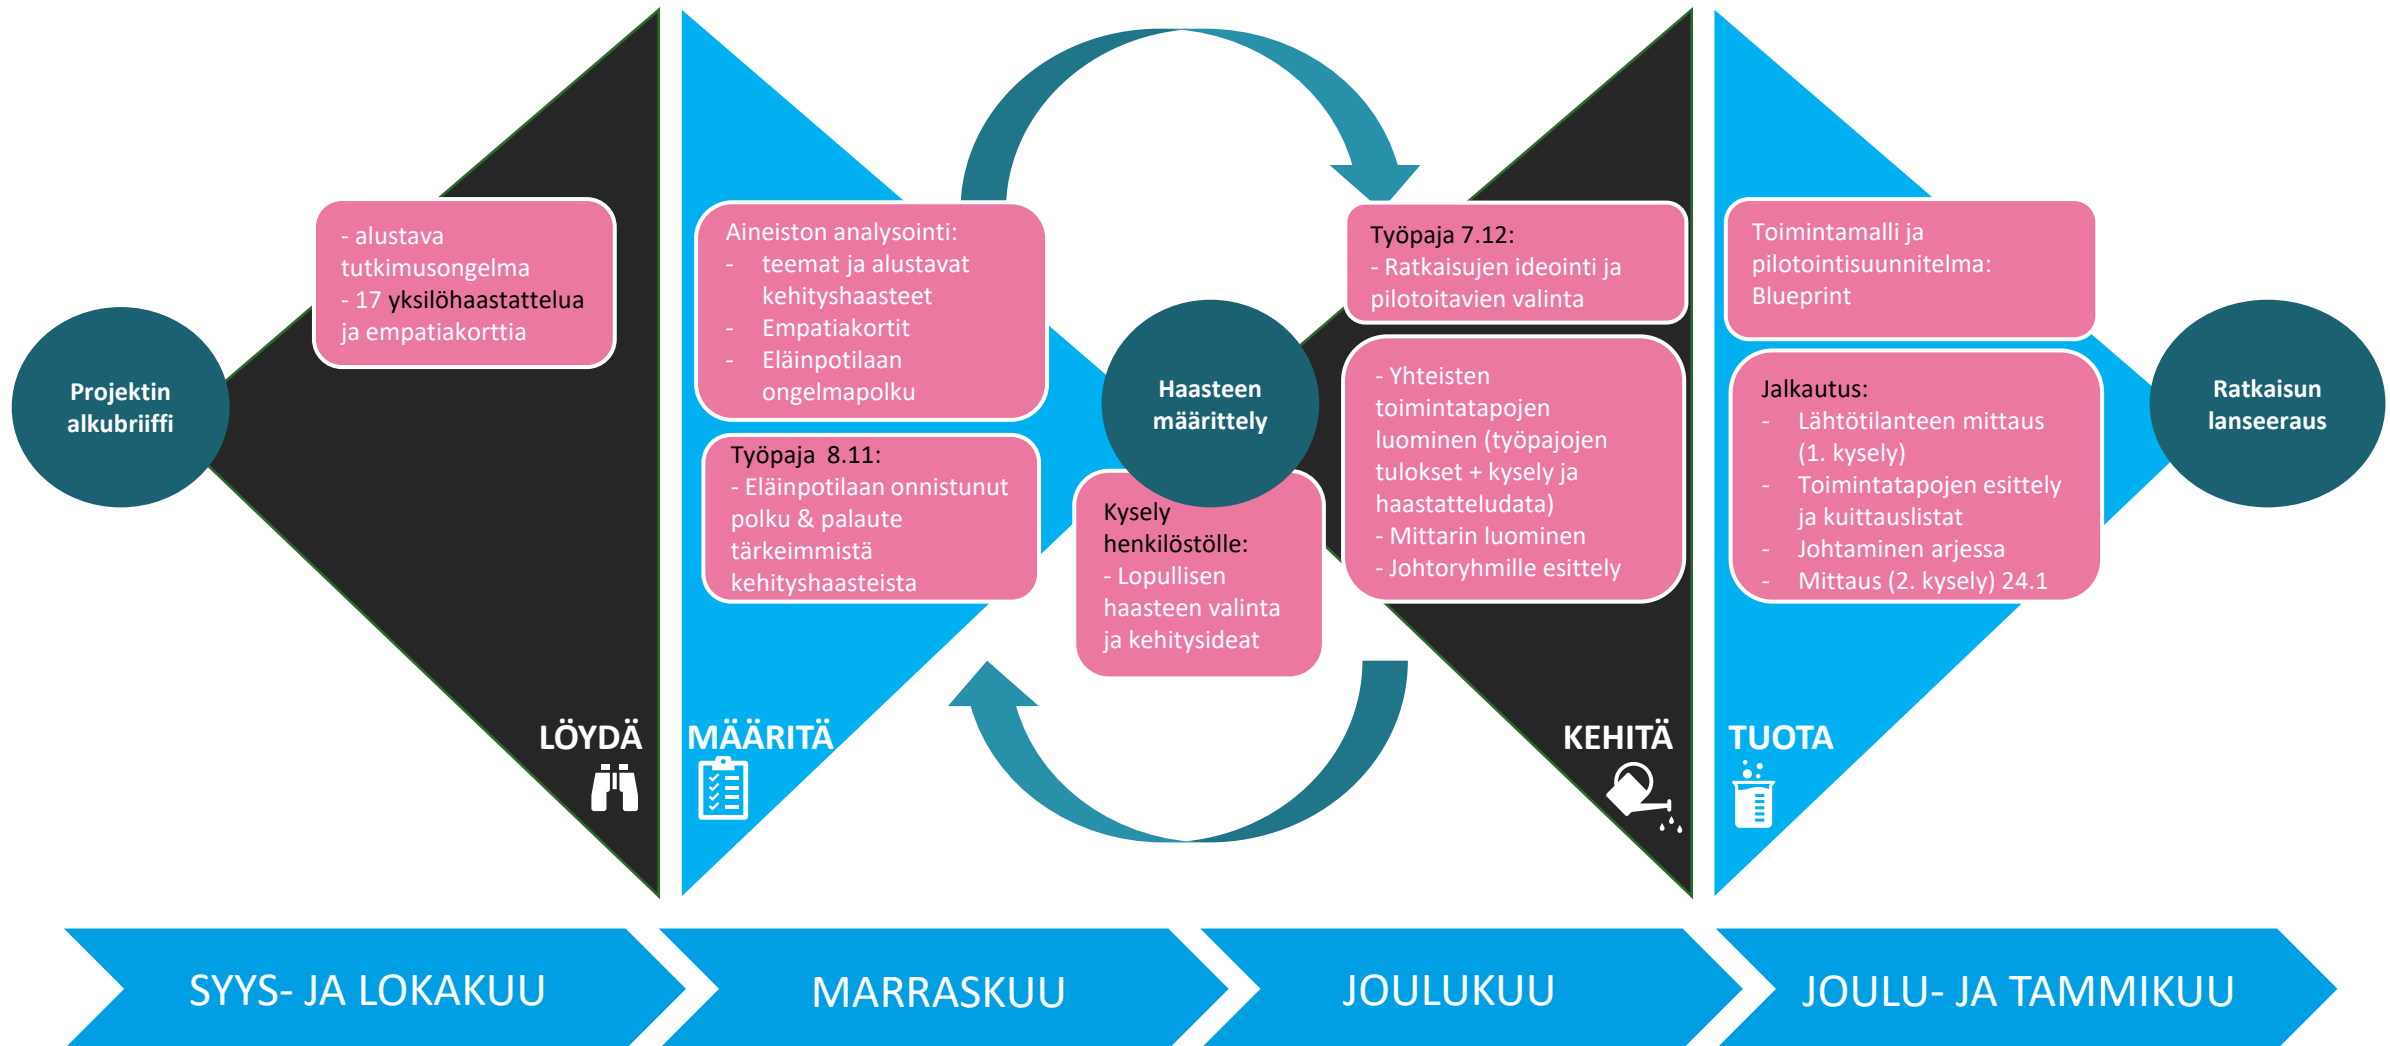 Projektin
alkubriiffi
- alustava
tutkimusongelma
- 17 yksilöhaastattelua
ja empatiakorttia
LÖYDÄ
Aineiston analysointi:
- teemat ja alustavat
kehityshaasteet
- Empatiakortit
- Eläinpotilaan
ongelmapolku
Työpaja 8.11:
- Eläinpotilaan onnistunut
polku & palaute
tärkeimmistä
kehityshaasteista
MÄÄRITÄ
Haasteen
määrittely
Kysely
henkilöstölle:
- Lopullisen
haasteen valinta
ja kehitysideat
Työpaja 7.12:
- Ratkaisujen ideointi ja
pilotoitavien valinta
- Yhteisten
toimintatapojen
luominen (työpajojen
tulokset + kysely ja
haastatteludata)
- Mittarin luominen
- Johtoryhmille esittely
KEHITÄ
Toimintamalli ja
pilotointisuunnitelma:
Blueprint
Jalkautus:
- Lähtötilanteen mittaus
(1. kysely)
- Toimintatapojen esittely
ja kuittauslistat
- Johtaminen arjessa
- Mittaus (2. kysely) 24.1
TUOTA
Ratkaisun
lanseeraus
SYYS- JA LOKAKUU
MARRASKUU
JOULUKUU
JOULU- JA TAMMIKUU